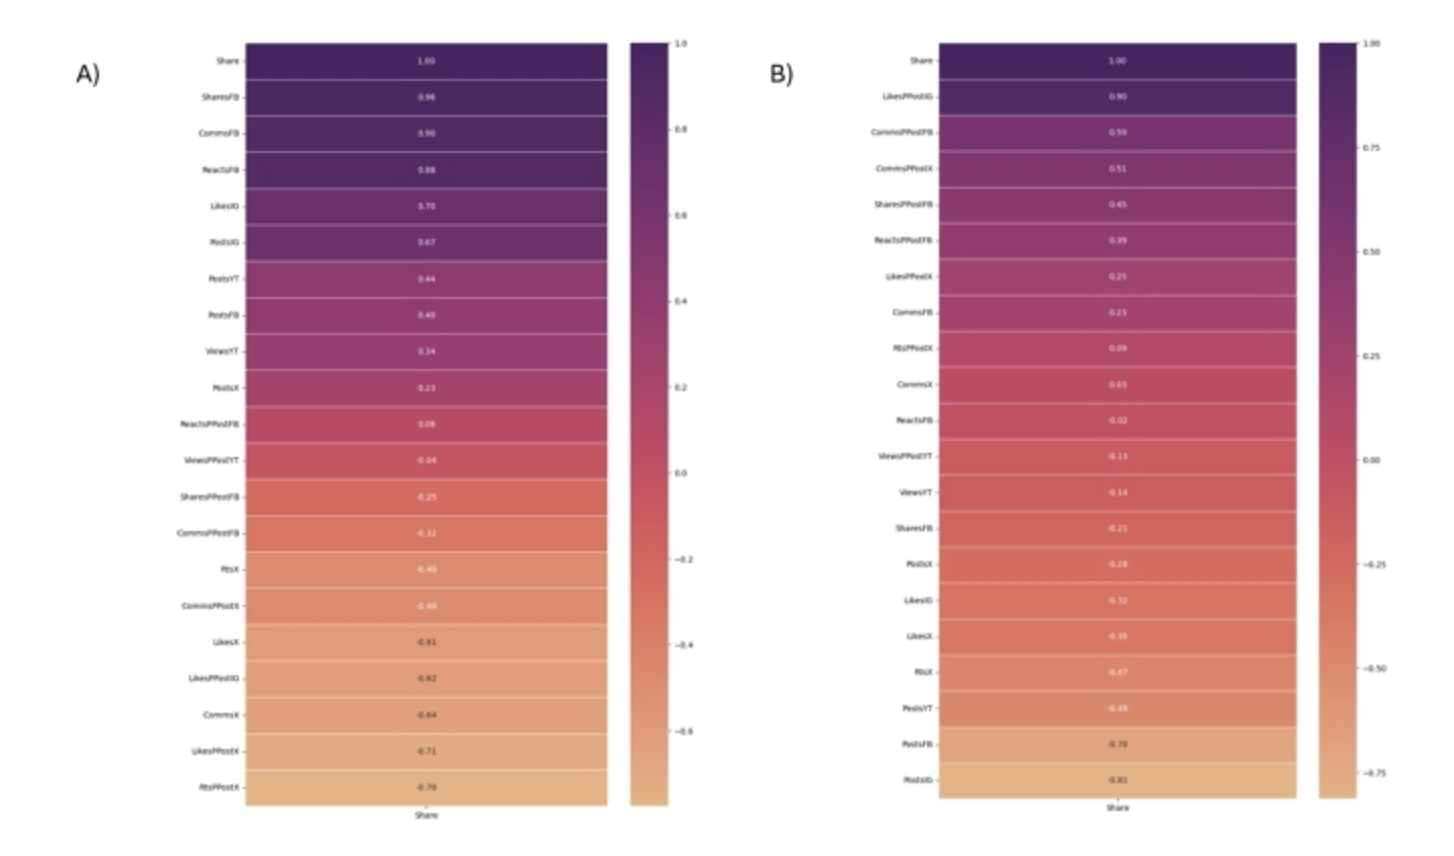 A)
Share 1.00
SharesFB 0.96
CommsFB 0.90
ReactsFB 0.88
LikesIG 0.70
PostsIG 0.67
PostsYT 0.44
PostsFB 0.40
ViewsYT 0.34
PostsX 0.23
ReactsPPostFB 0.08
ViewsPPostYT -0.04
SharesPPostFB -0.25
CommsPPostFB -0.32
RtsX -0.48
CommsPPostX
LikesX -0.61
LikesPPostIG -0.62
CommsX -0.64
LikesPPostX -0.71
RtsPPostX -0.78
Share
1.0
0.8
0.6
0.4
0.2
0.0
−0.2
−0.4
−0.6
B)
Share 1.00
LikesPPostIG 0.90
CommsPPostFB 0.59
CommsPPostX 0.51
SharesPPostFB 0.45
ReactsPPostFB 0.39
LikesPPostX 0.25
CommsFB 0.23
RtsPPostX 0.09
CommsX 0.03
ReactsFB -0.02
ViewsPPostYT -0.13
ViewsYT -0.14
SharesFB -0.21
PostsX -0.28
LikesIG -0.32
LikesX -0.35
RtsX -0.47
PostsYT -0.49
PostsFB -0.70
PostsIG -0.81
Share
1.00
0.75
0.50
0.25
0.00
−0.25
−0.50
−0.75